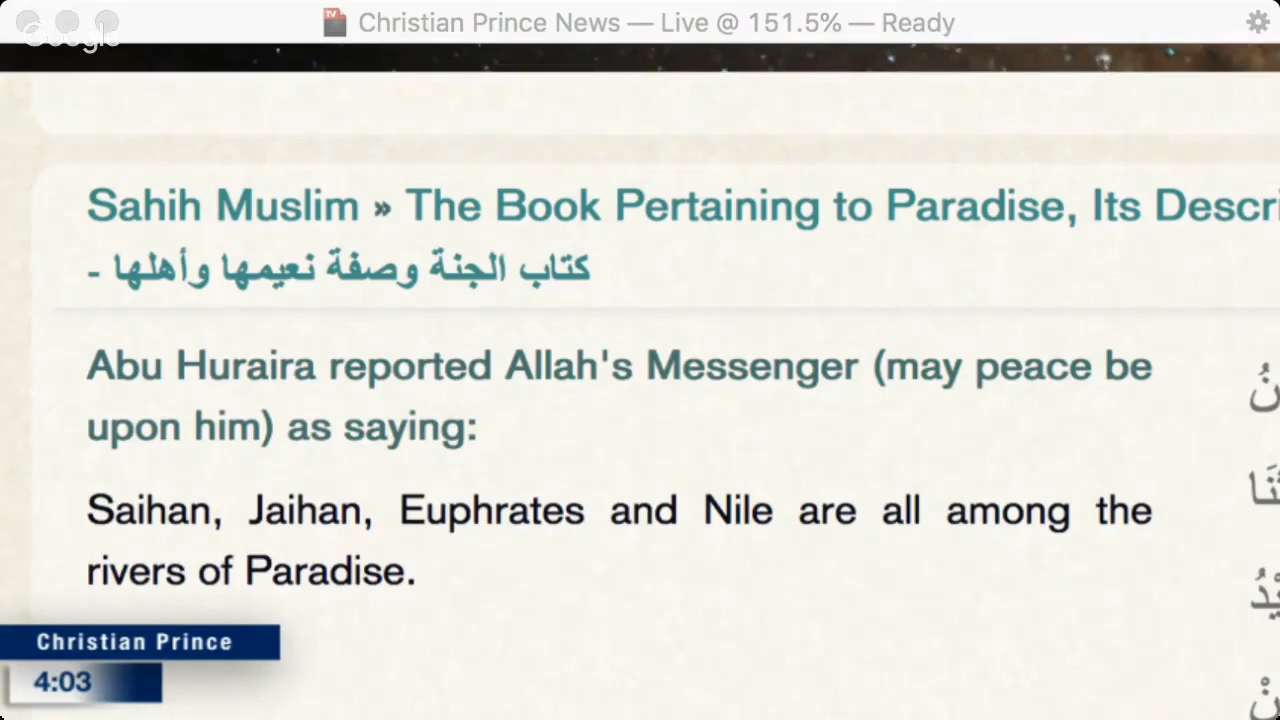 Christian Prince News — Live @ 151.5% — Ready
Google
Sahih Muslim » The Book Pertaining to Paradise, Its Descri
كتاب الجنة وصفة نعيمها وأهلها -
Abu Huraira reported Allah's Messenger (may peace be
upon him) as saying:
Saihan, Jaihan, Euphrates and Nile are all among the
rivers of Paradise.
Christian Prince
4:03